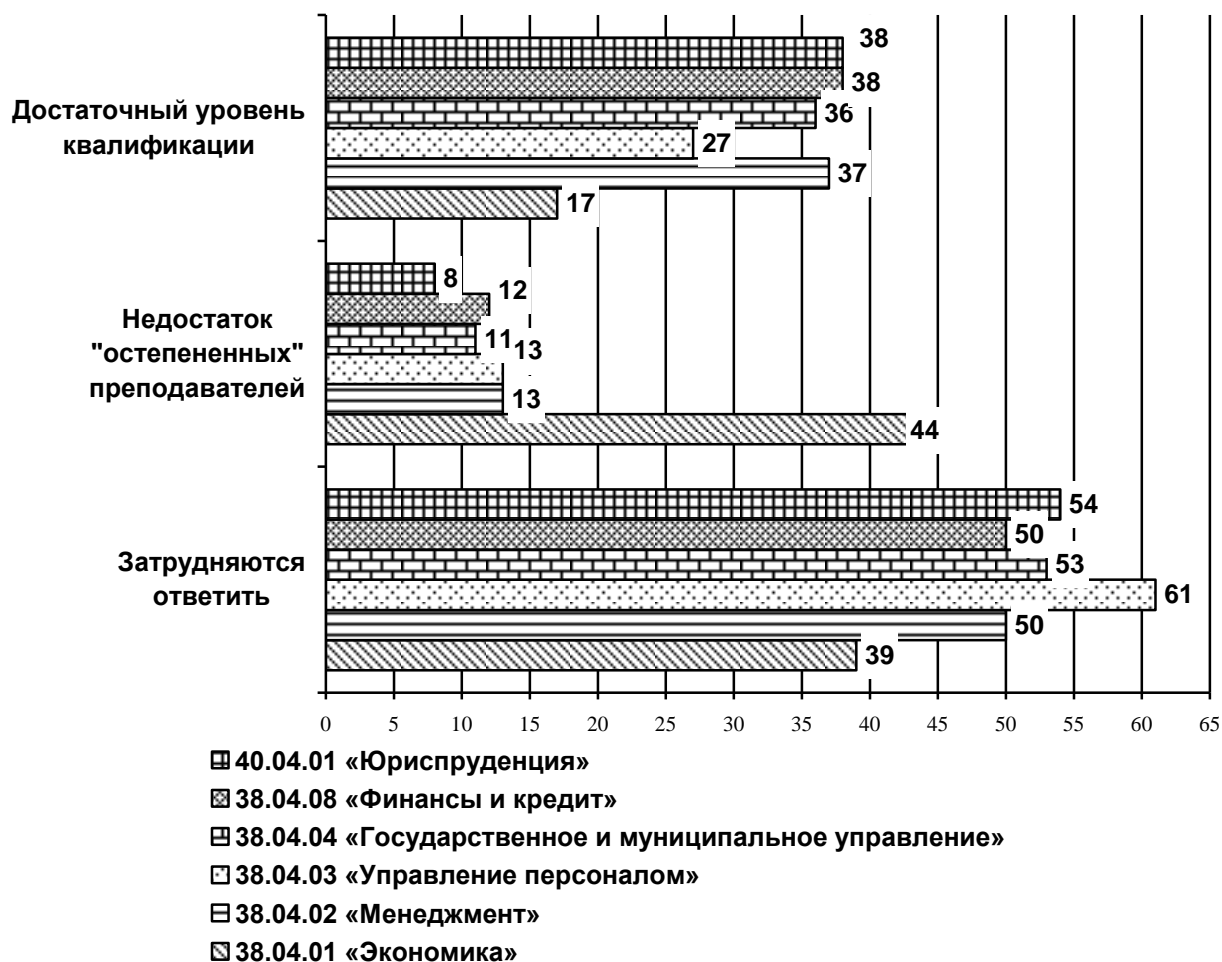 38
38
Достаточный уровень
36
квалификации
27
37
17
8
12
Недостаток
11
"остепененных"
13
преподавателей
13
44
54
50
Затрудняются
53
ответить
61
50
39
0 5 10 15 20 25 30 35 40 45 50 55 60 65
40.04.01 «Юриспруденция»
38.04.08 «Финансы и кредит»
38.04.04 «Государственное и муниципальное управление»
38.04.03 «Управление персоналом»
38.04.02 «Менеджмент»
38.04.01 «Экономика»